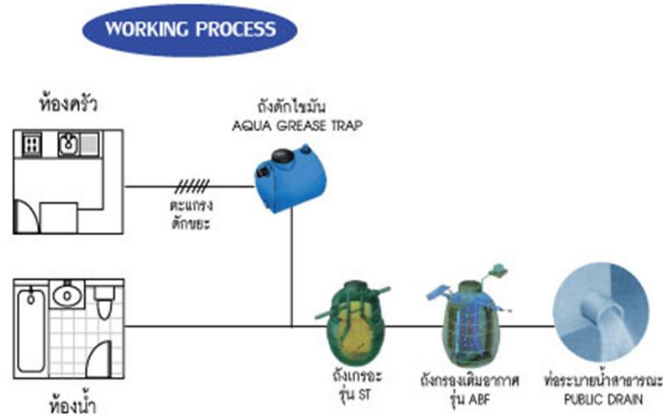 WORKING PROCESS
ห้องครัว
ถังดักไขมัน
AQUA GREASE TRAP
ตะแกรง
ดักขยะ
ห้องน้ำ
ถังเกรอะ
รุ่น ST
ถังกรองเติมอากาศ
รุ่น ABF
ท่อระบายน้ำสาธารณะ
PUBLIC DRAIN